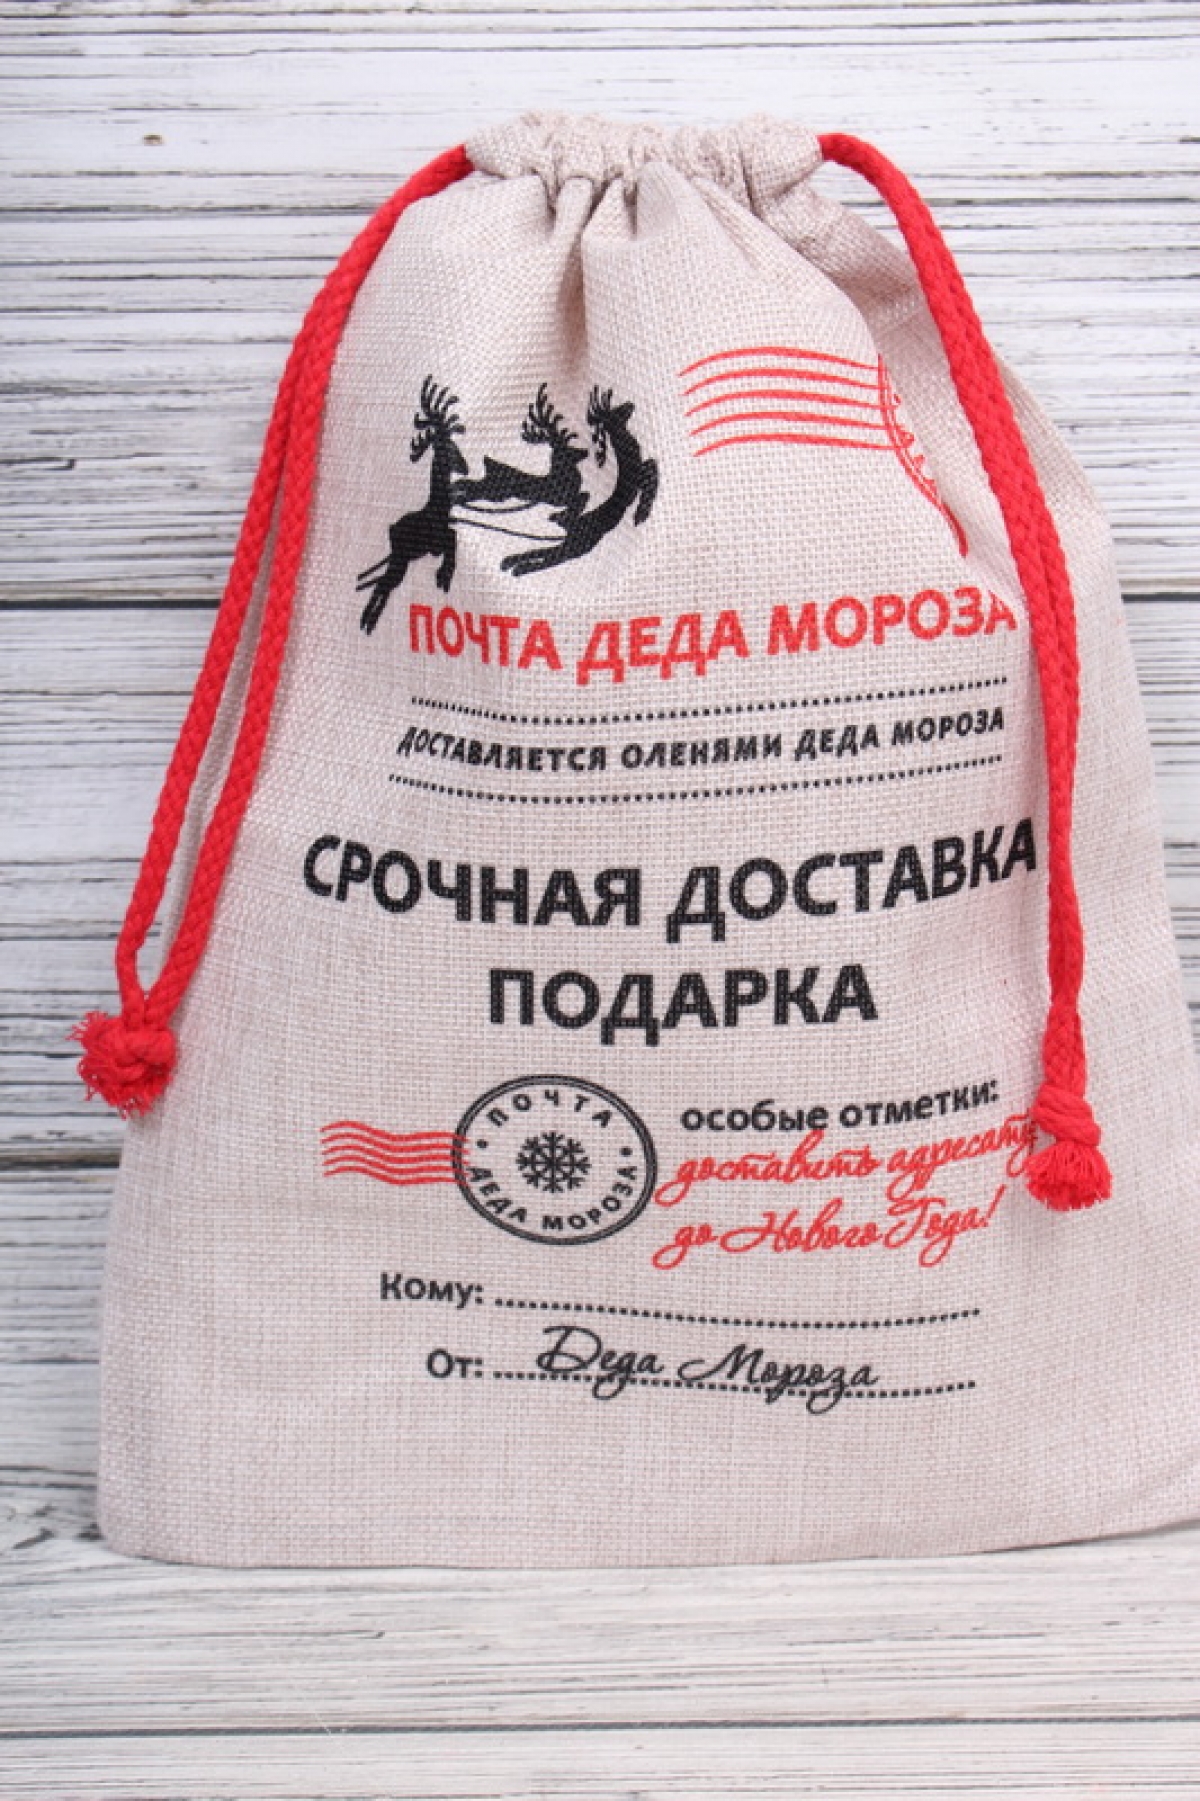 ПОЧТА ДЕДА МОРОЗА
ДОСТАВЛЯЕТСЯ ОЛЕНЯМИ ДЕДА МОРОЗА
СРОЧНАЯ ДОСТАВКА
ПОДАРКА
ПОЧТА
ДЕДА МОРОЗА
особые отметки:
доставить адресату
до Нового Года!
Кому:
От: Деда Мороза